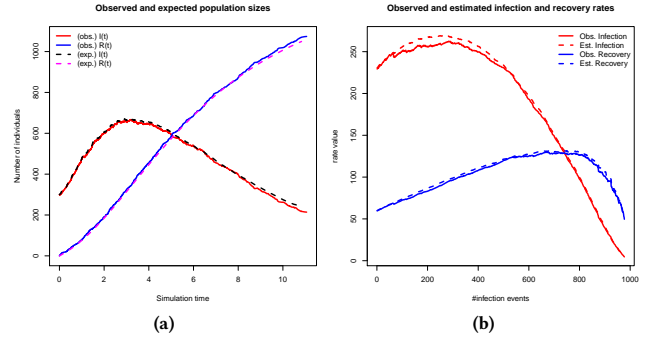 Observed and expected population sizes
(obs.) I(t)
(obs.) R(t)
(exp.) I(t)
(exp.) R(t)
Number of individuals
0 200 400 600 800 1000
0 2 4 6 8 10
Simulation time
(a)
Observed and estimated infection and recovery rates
Obs. Infection
Est. Infection
Obs. Recovery
Est. Recovery
rate value
0 50 100 150 200 250
0 200 400 600 800 1000
#infection events
(b)